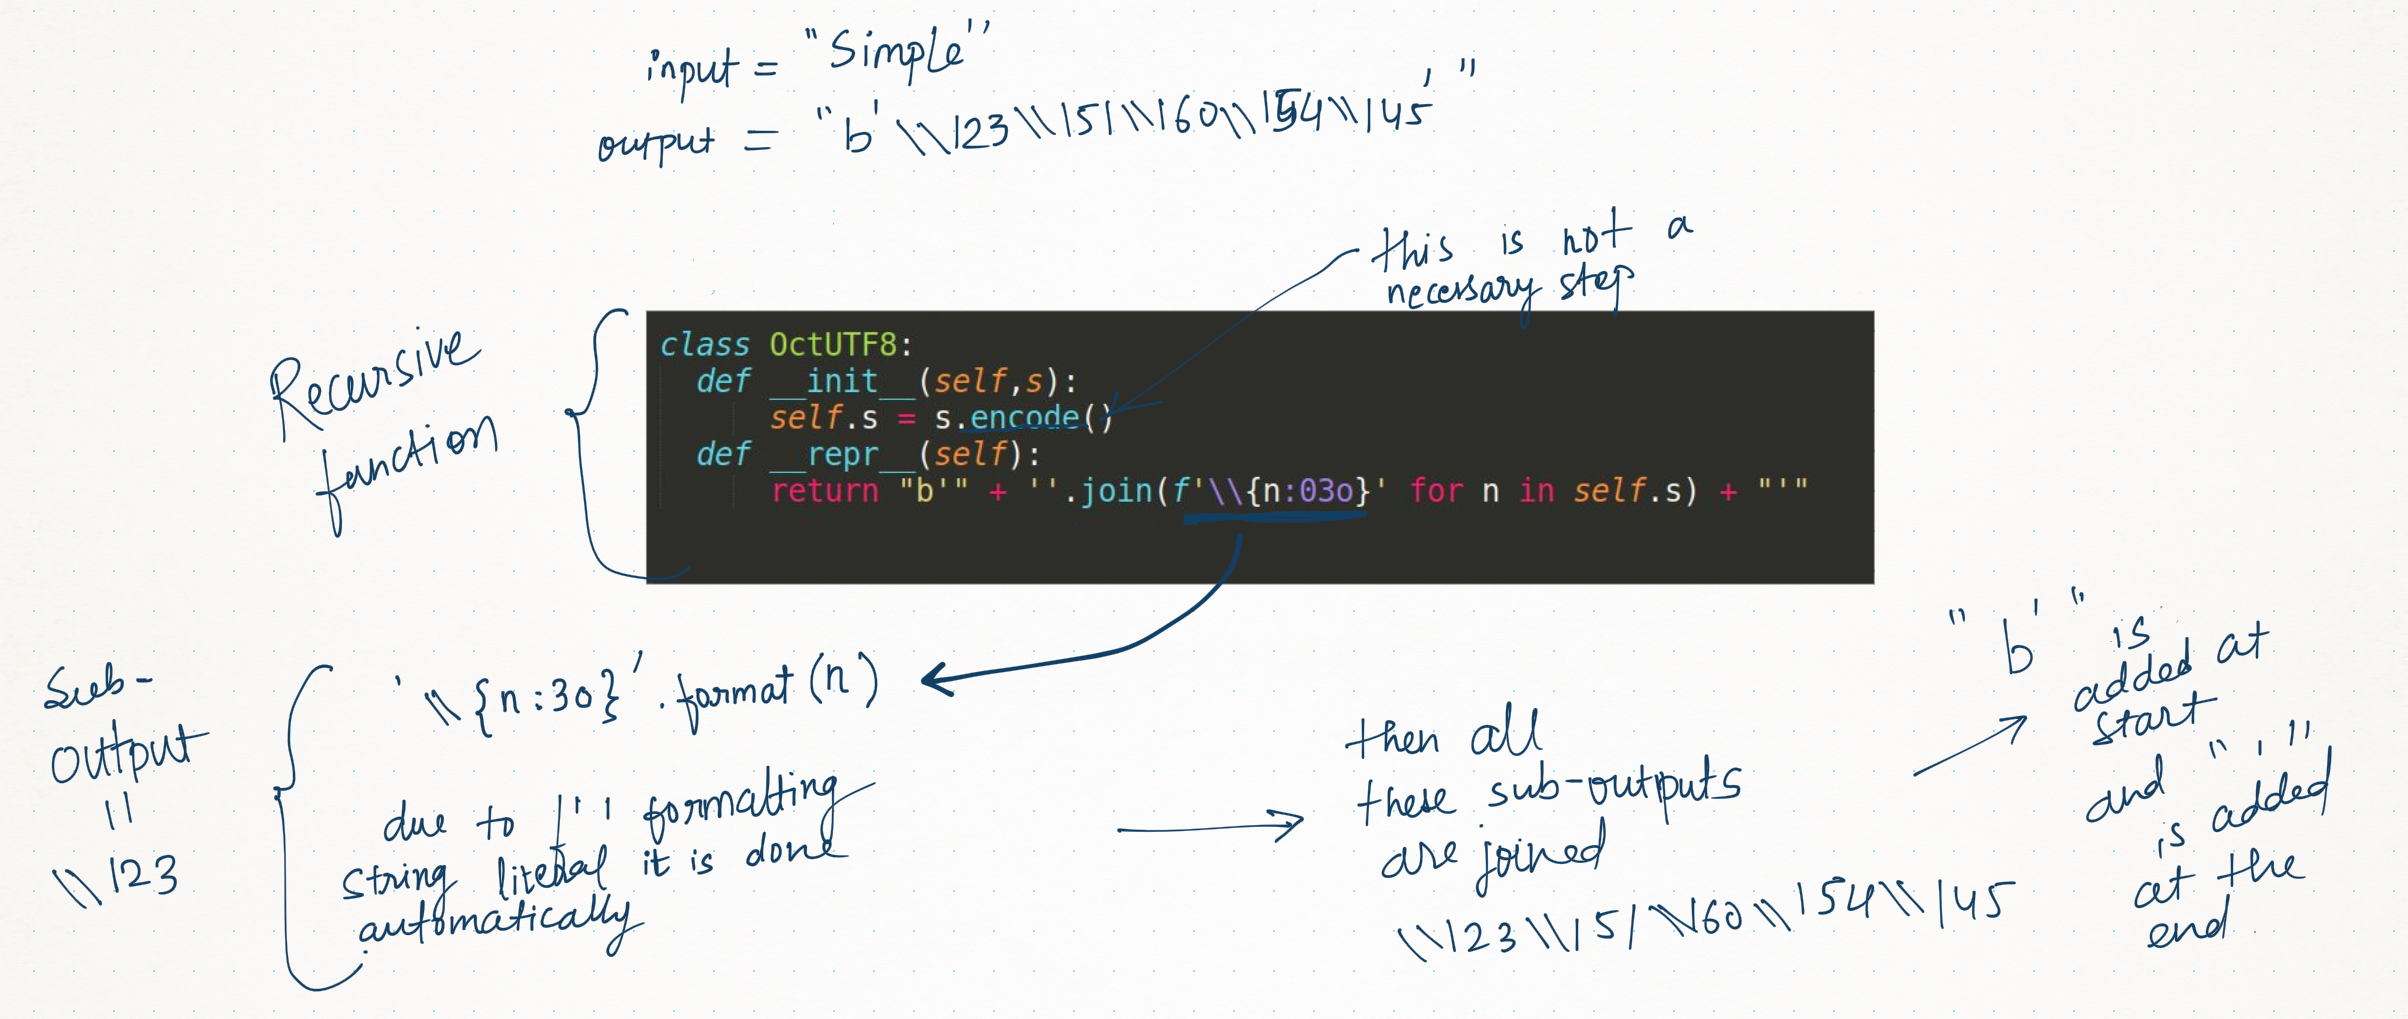 input = "Simple"
output = "b'\\123\\151\\160\\154\\145'"
this is not a
necessary step
Recursive
function
class OctUTF8:
def __init__(self,s):
self.s = s.encode()
def __repr__(self):
return "b'" + ''.join(f'\\{n:03o}' for n in self.s) + "'"
Sub-
output
=
\\123
'\\{n:3o}'.format(n)
due to f'' formatting
string literal it is done
automatically
then all
these sub-outputs
are joined
\\123\\151\\160\\154\\145
"b'" is
added at
start
and "'"
is added
at the
end